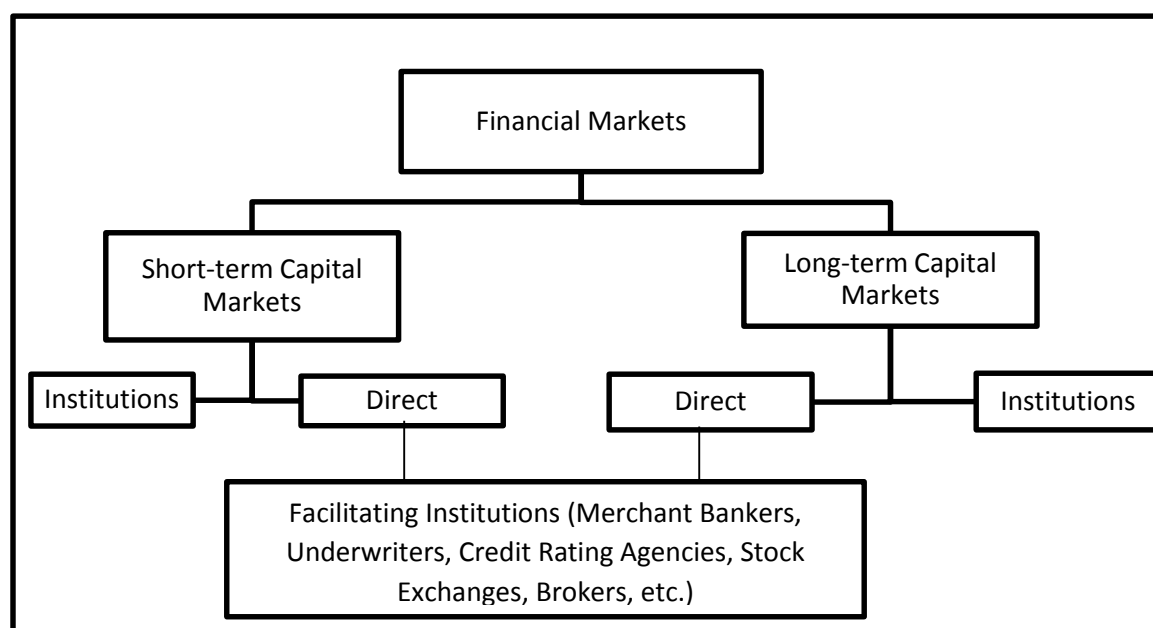 Financial Markets
Short-term Capital
Markets
Long-term Capital
Markets
Institutions
Direct
Direct
Institutions
Facilitating Institutions (Merchant Bankers,
Underwriters, Credit Rating Agencies, Stock
Exchanges, Brokers, etc.)